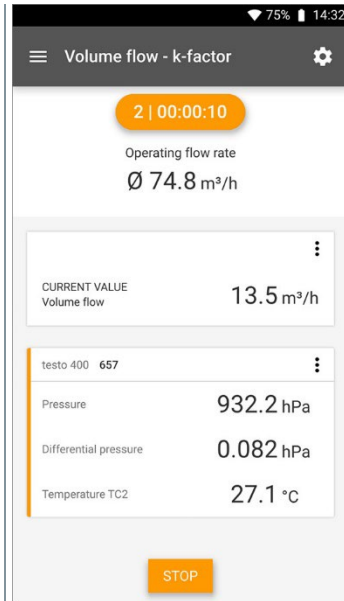 75% 14:32
Volume flow - k-factor
2 | 00:00:10
Operating flow rate
Ø 74.8 m³/h
CURRENT VALUE
Volume flow 13.5 m³/h
testo 400 657
Pressure 932.2 hPa
Differential pressure 0.082 hPa
Temperature TC2 27.1 °C
STOP